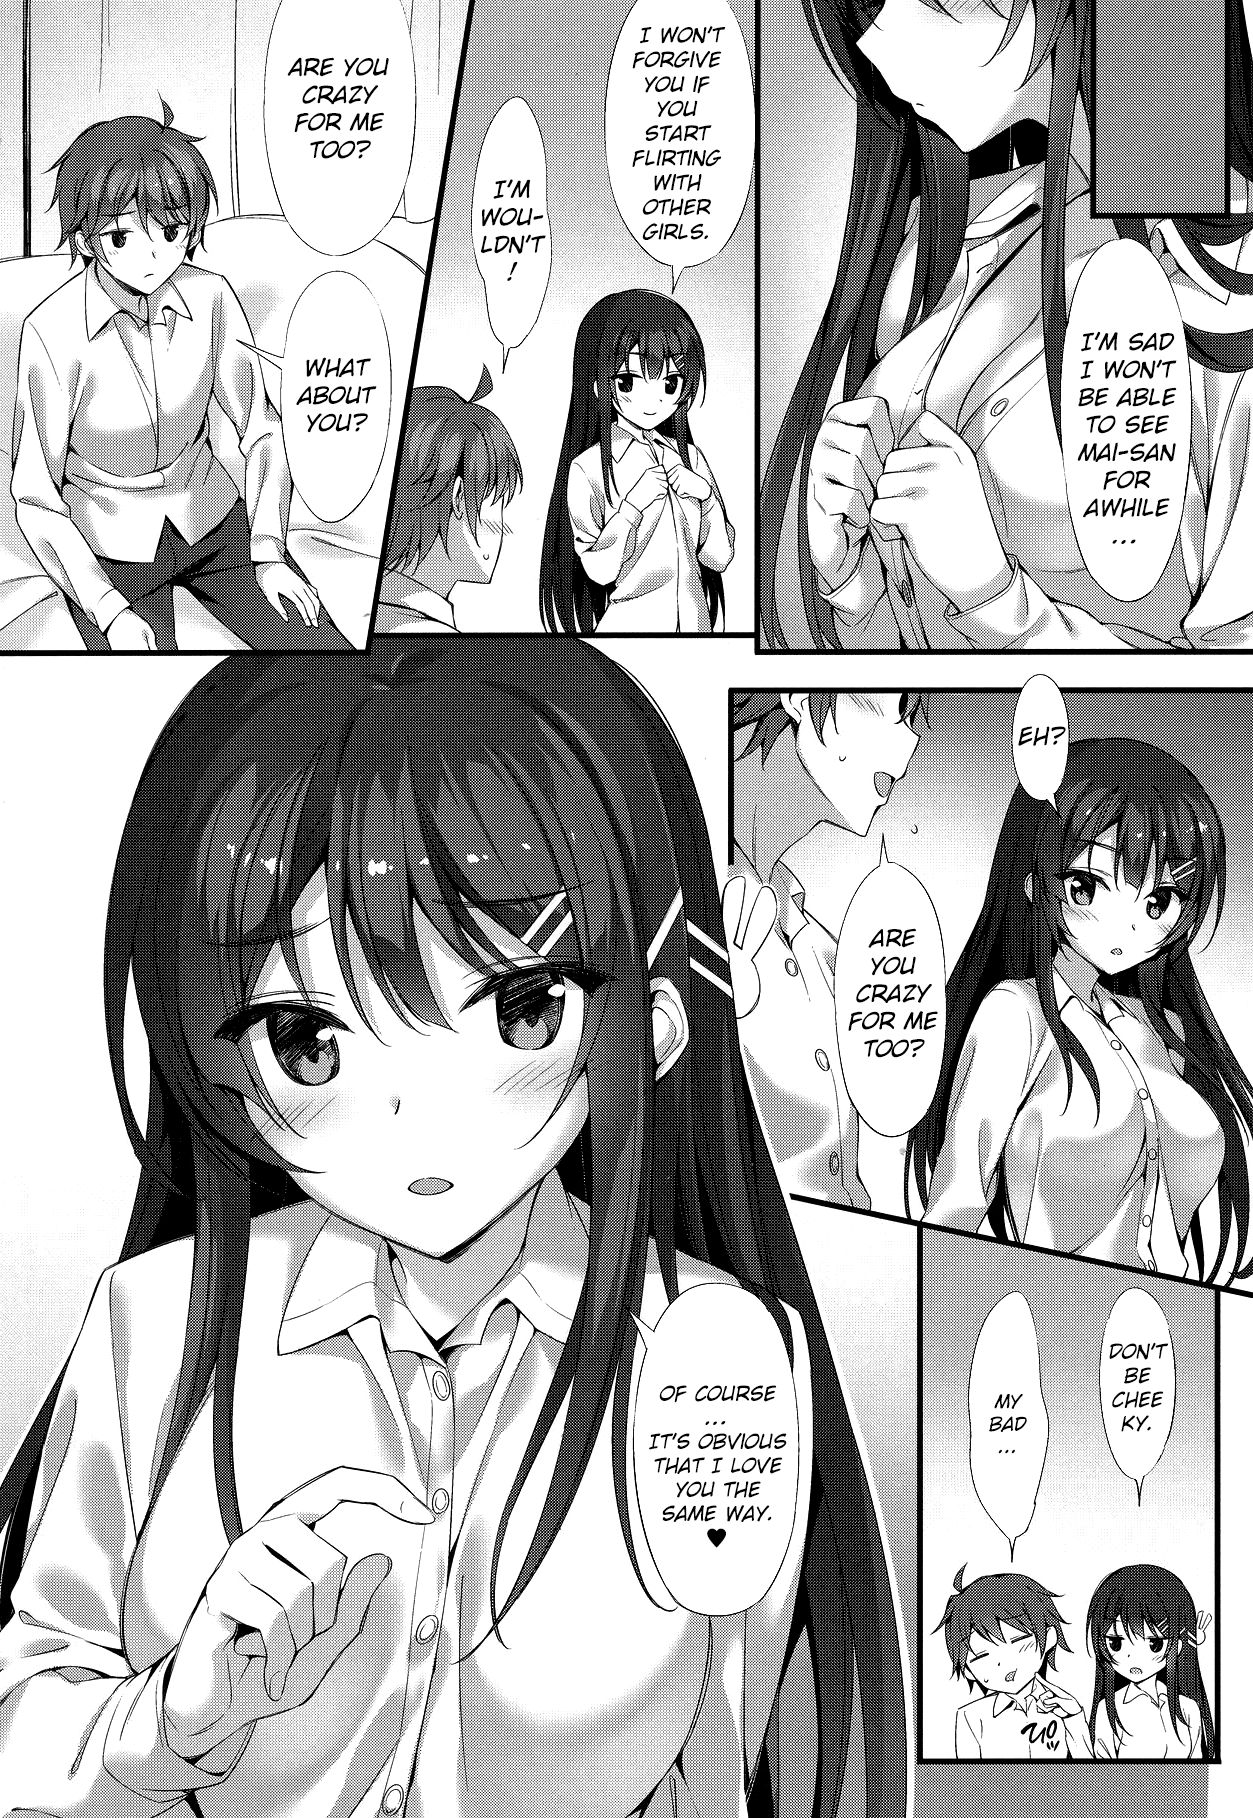 I'M SAD
I WON'T
BE ABLE
TO SEE
MAI-SAN
FOR
AWHILE
...
I WON'T
FORGIVE
YOU IF
YOU
START
FLIRTING
WITH
OTHER
GIRLS.
I'M
WOU-
LDN'T
!
ARE YOU
CRAZY
FOR ME
TOO?
WHAT
ABOUT
YOU?
EH?
ARE
YOU
CRAZY
FOR ME
TOO?
DON'T
BE
CHEE
KY.
MY
BAD
...
OF COURSE
...
IT'S OBVIOUS
THAT I LOVE
YOU THE
SAME WAY.
♥